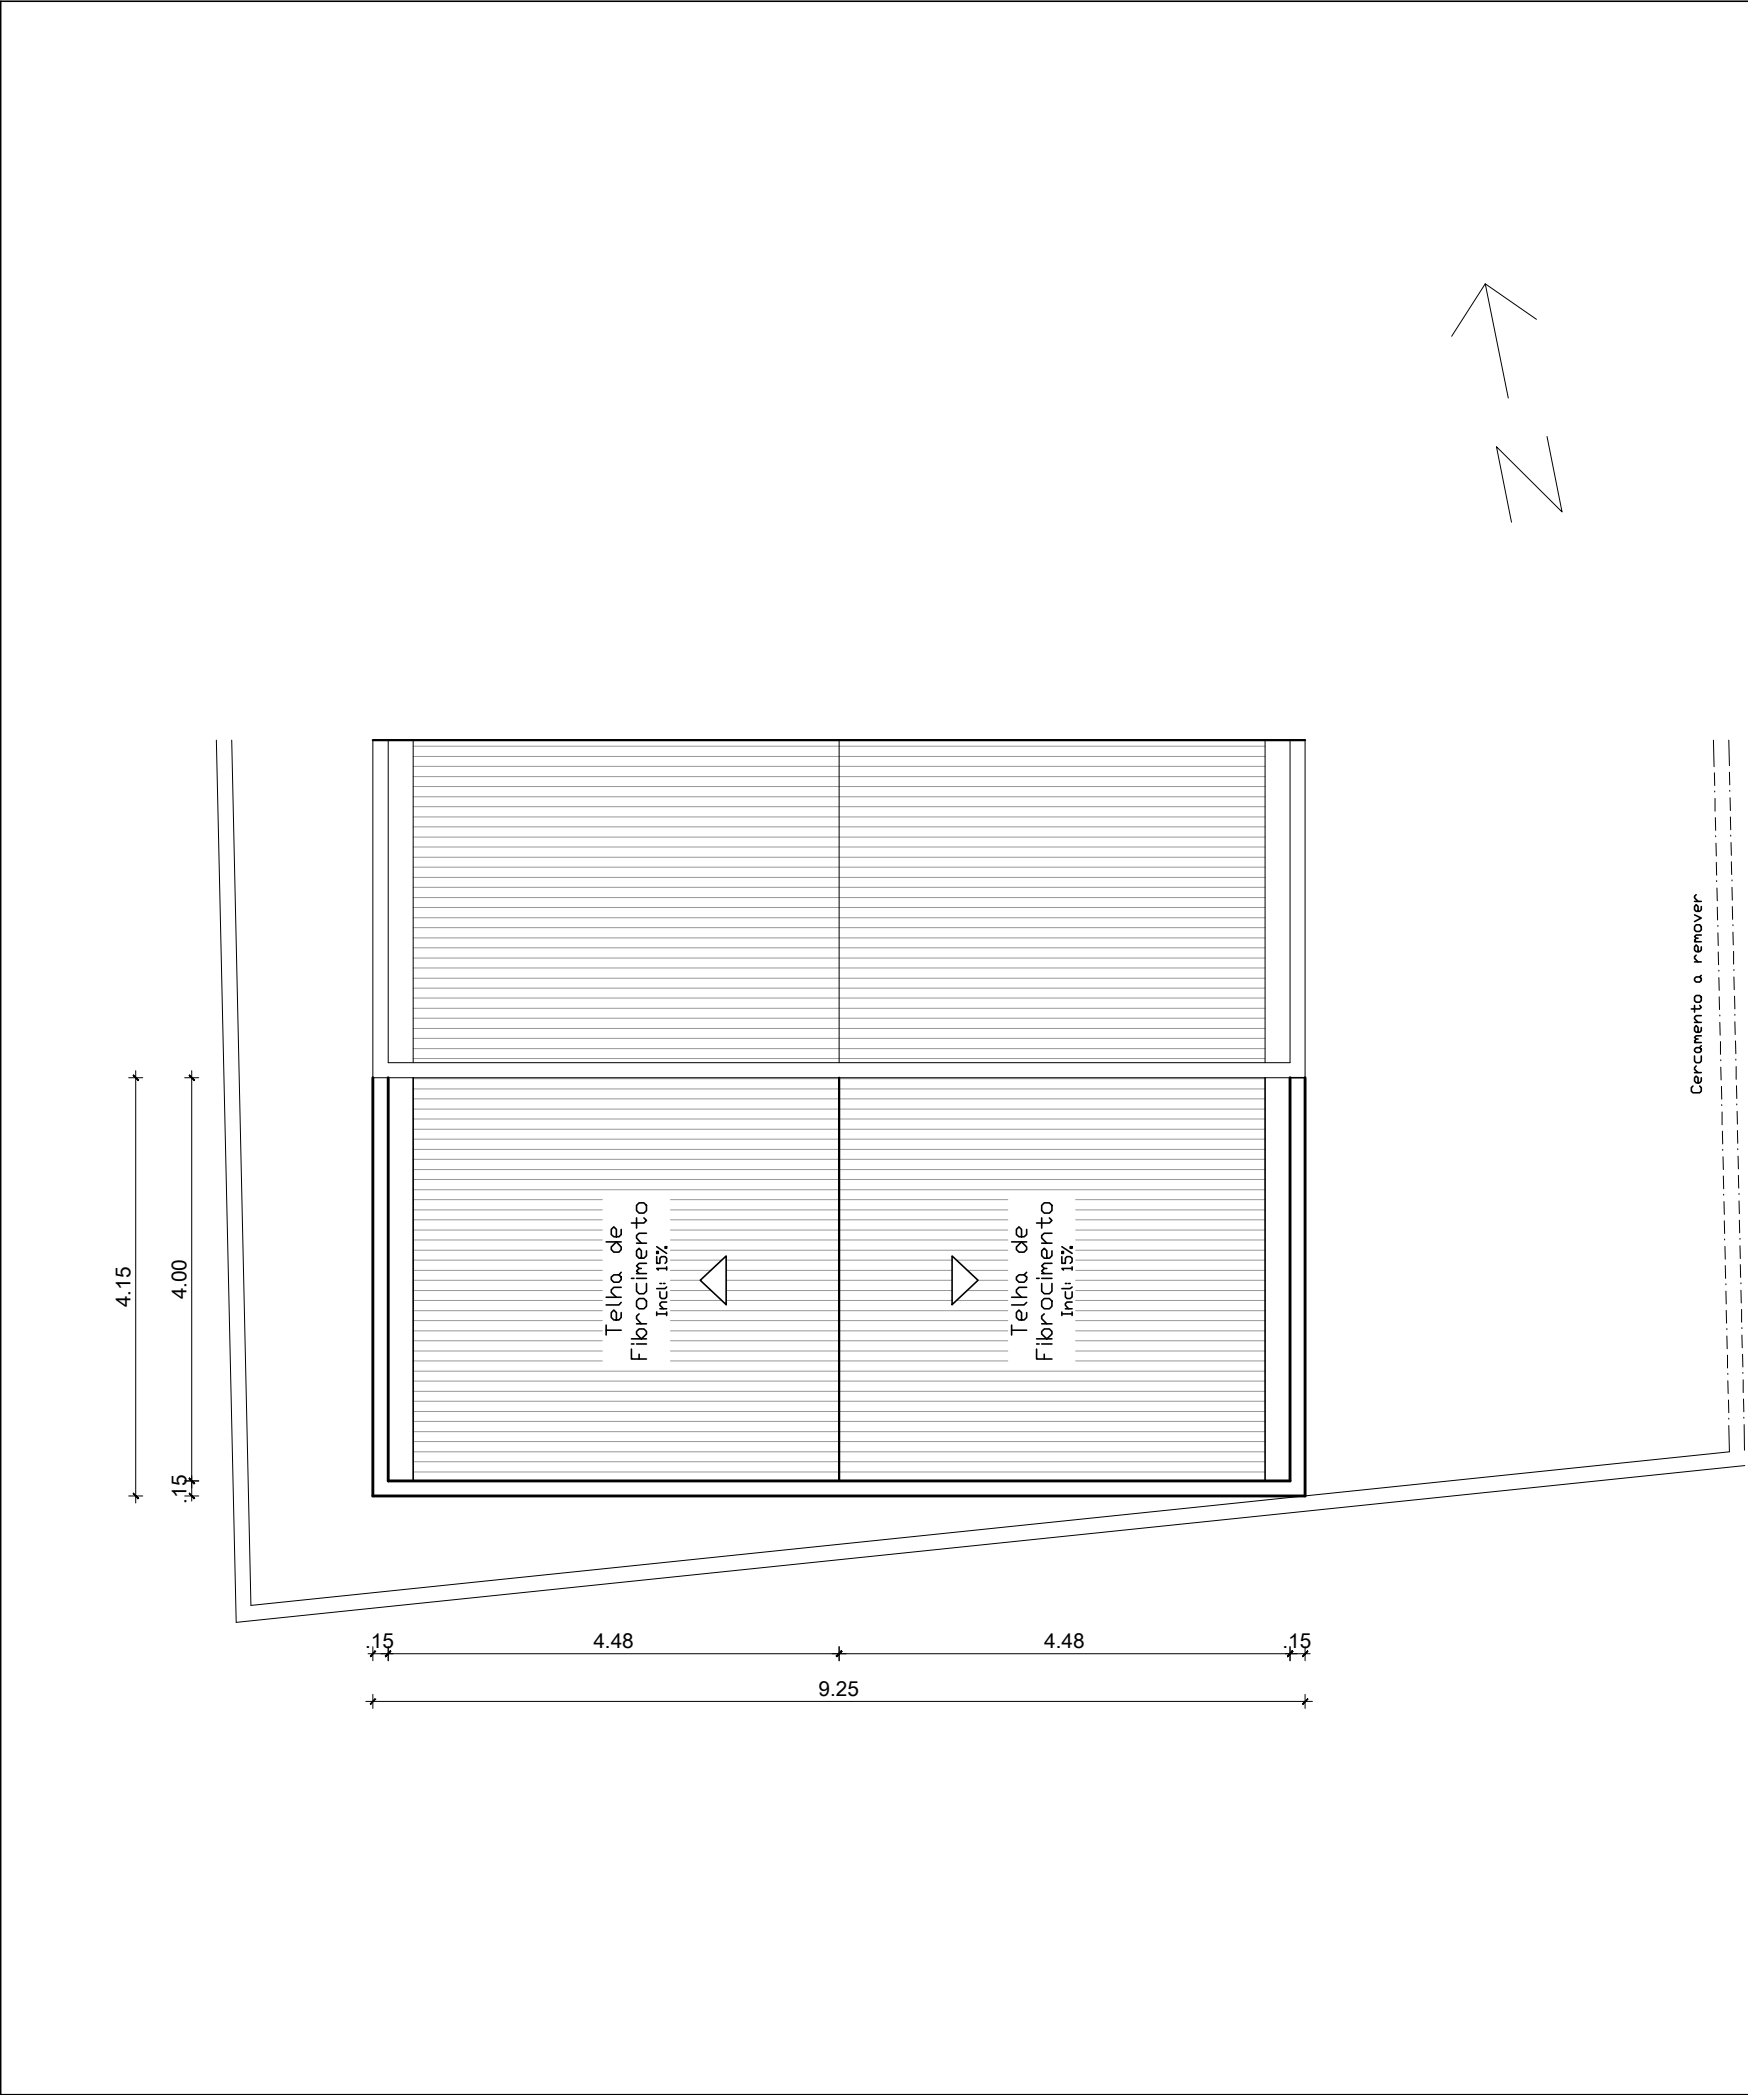 N
Cercamento a remover
Telha de
Fibrocimento
Incl: 15%
Telha de
Fibrocimento
Incl: 15%
4.15
4.00
.15
.15
4.48
4.48
.15
9.25